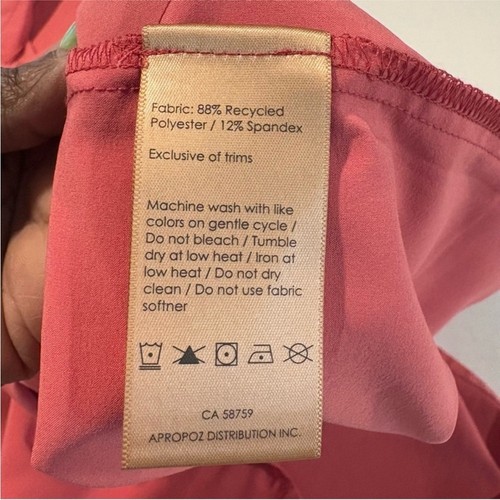 Fabric: 88% Recycled
Polyester / 12% Spandex
Exclusive of trims
Machine wash with like
colors on gentle cycle /
Do not bleach / Tumble
dry at low heat / Iron at
low heat / Do not dry
clean / Do not use fabric
softner
CA 58759
APROPOZ DISTRIBUTION INC.